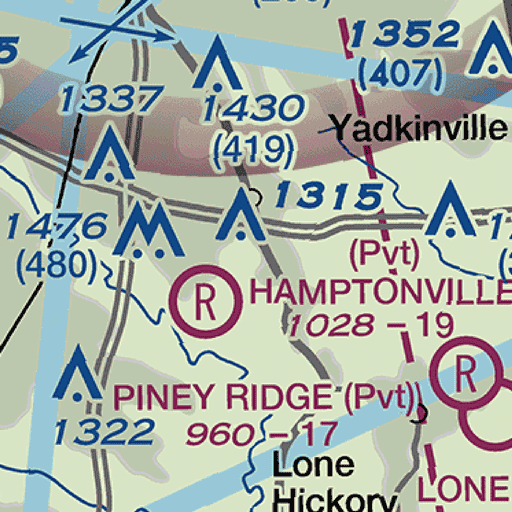 5
1352
(407)
1337
1430
(419)
Yadkinville
1315
1476
(480)
(Pvt)
HAMPTONVILLE
1028 – 19
R
R
PINEY RIDGE (Pvt)
960 – 17
1322
Lone
Hickory
LONE